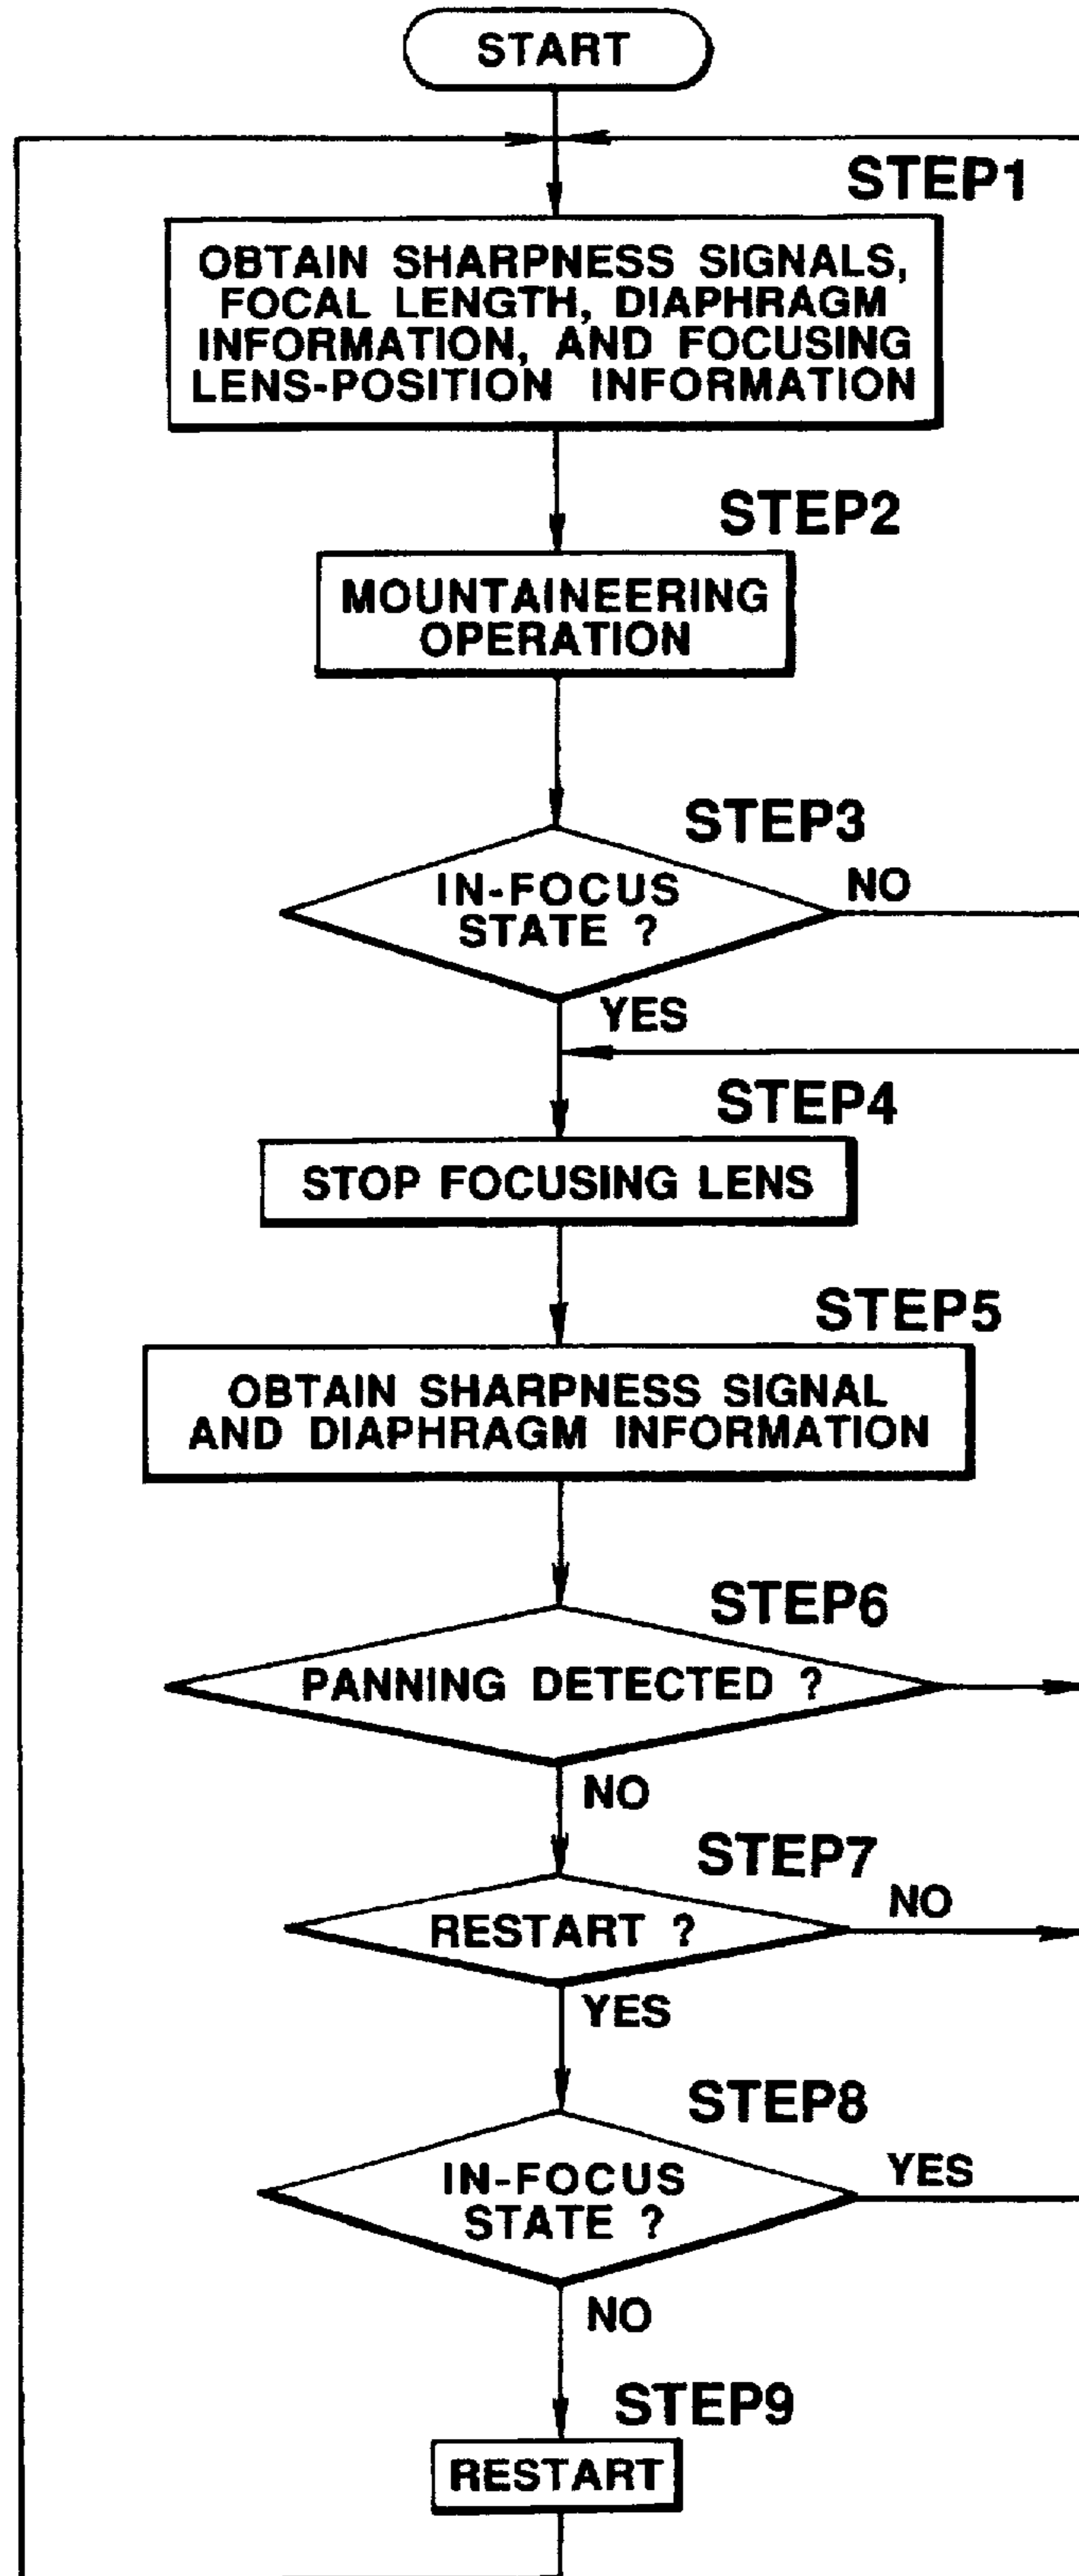 START
STEP1
OBTAIN SHARPNESS SIGNALS,
FOCAL LENGTH, DIAPHRAGM
INFORMATION, AND FOCUSING
LENS-POSITION INFORMATION
STEP2
MOUNTAINEERING
OPERATION
STEP3
IN-FOCUS
STATE ?
NO
YES
STEP4
STOP FOCUSING LENS
STEP5
OBTAIN SHARPNESS SIGNAL
AND DIAPHRAGM INFORMATION
STEP6
PANNING DETECTED ?
NO
STEP7
RESTART ?
NO
YES
STEP8
IN-FOCUS
STATE ?
YES
NO
STEP9
RESTART